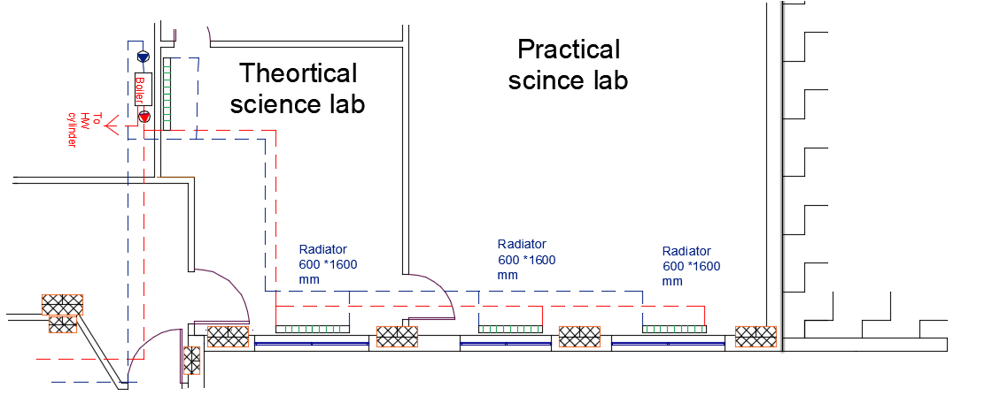 Theortical
science lab
Practical
scince lab
Boiler
To
HW
cylinder
Radiator
600 *1600
mm
Radiator
600 *1600
mm
Radiator
600 *1600
mm